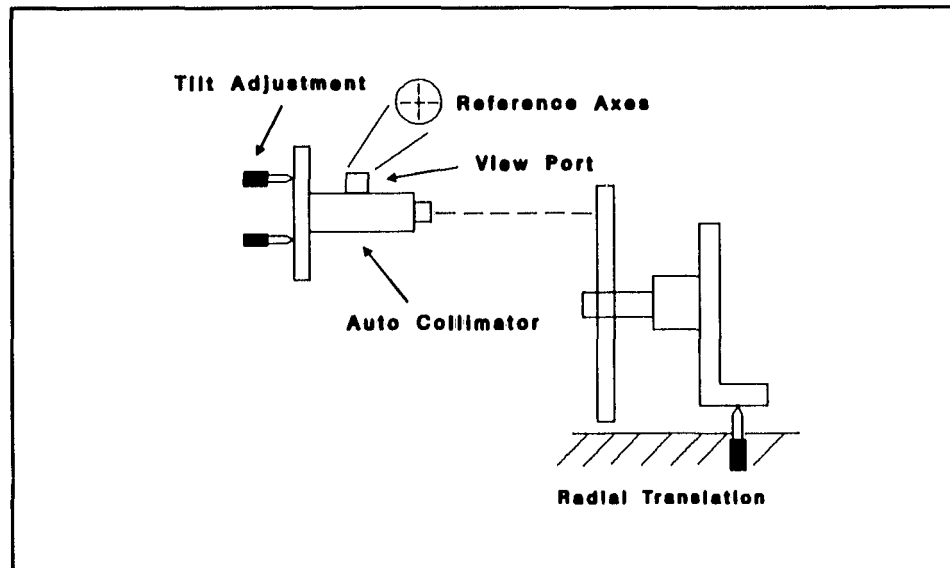 Tilt Adjustment
Reference Axes
View Port
Auto Collimator
Radial Translation